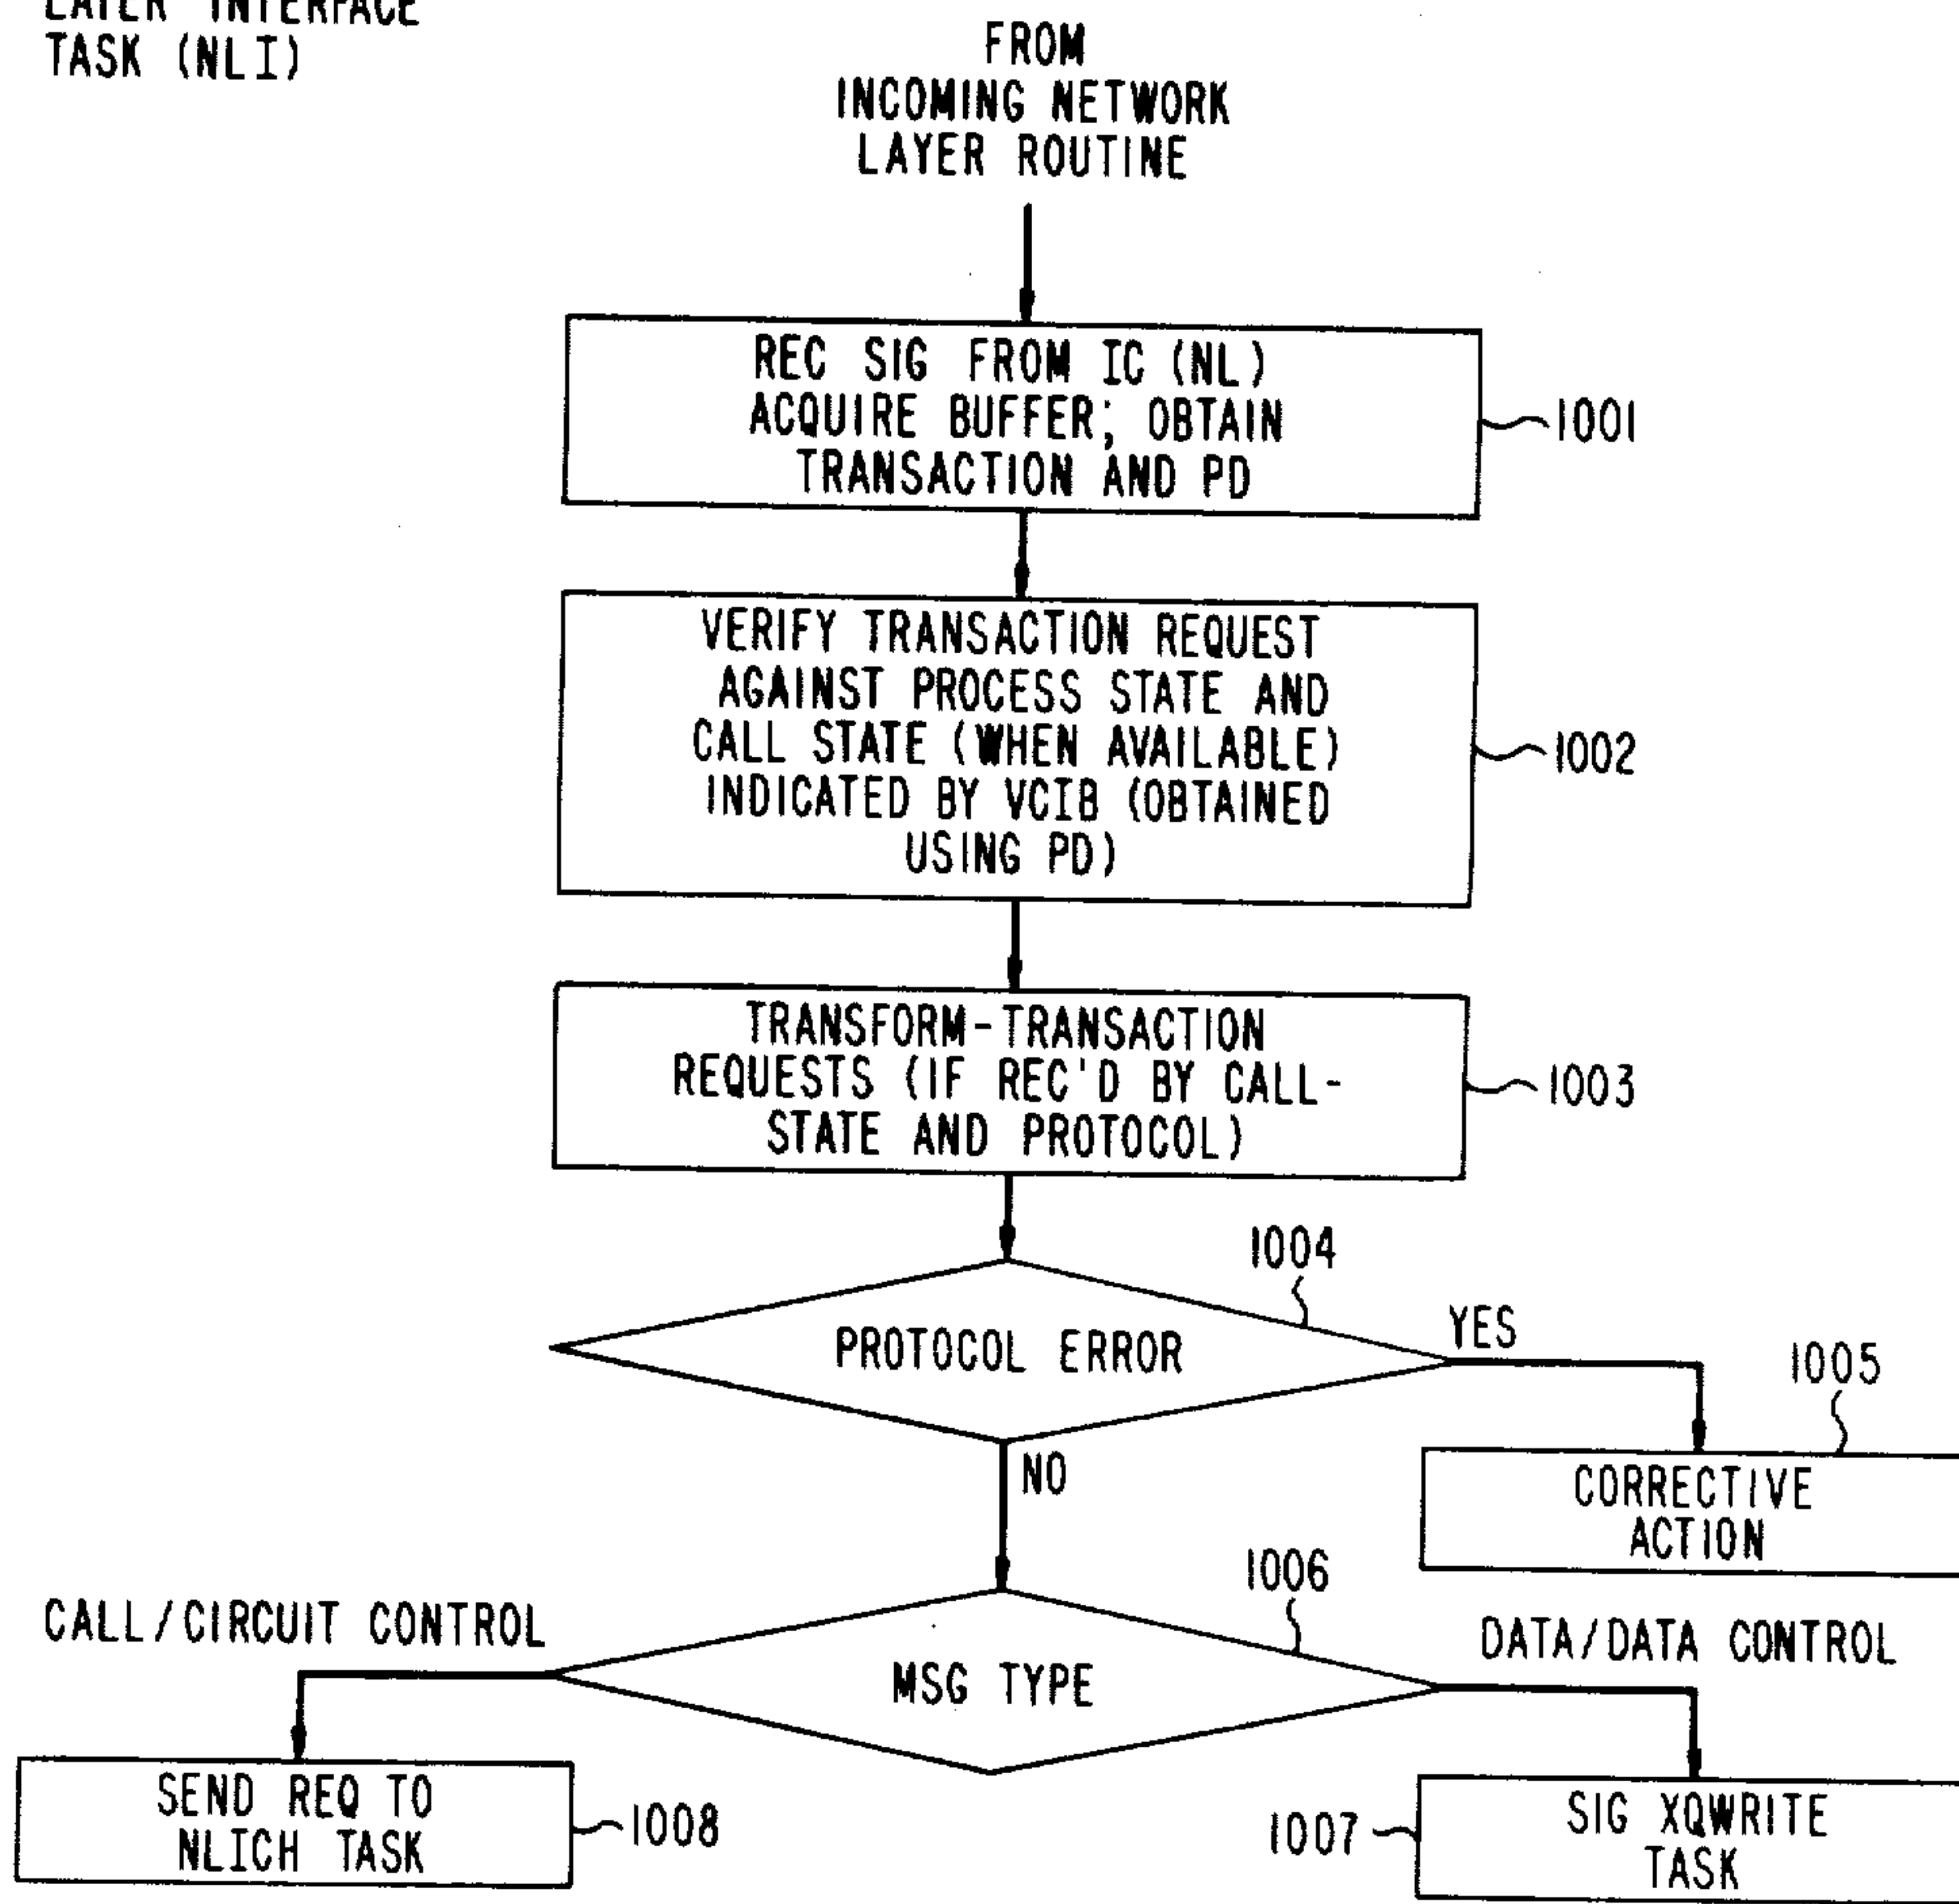 LAYER INTERFACE
TASK (NLI)
FROM
INCOMING NETWORK
LAYER ROUTINE
REC SIG FROM IC (NL)
ACQUIRE BUFFER; OBTAIN
TRANSACTION AND PD
1001
VERIFY TRANSACTION REQUEST
AGAINST PROCESS STATE AND
CALL STATE (WHEN AVAILABLE)
INDICATED BY VCIB (OBTAINED
USING PD)
1002
TRANSFORM-TRANSACTION
REQUESTS (IF REC'D BY CALL-
STATE AND PROTOCOL)
1003
1004
PROTOCOL ERROR
YES
1005
NO
CORRECTIVE
ACTION
1006
CALL/CIRCUIT CONTROL
DATA/DATA CONTROL
MSG TYPE
SEND REQ TO
NLICH TASK
1008
1007
SIG XQWRITE
TASK